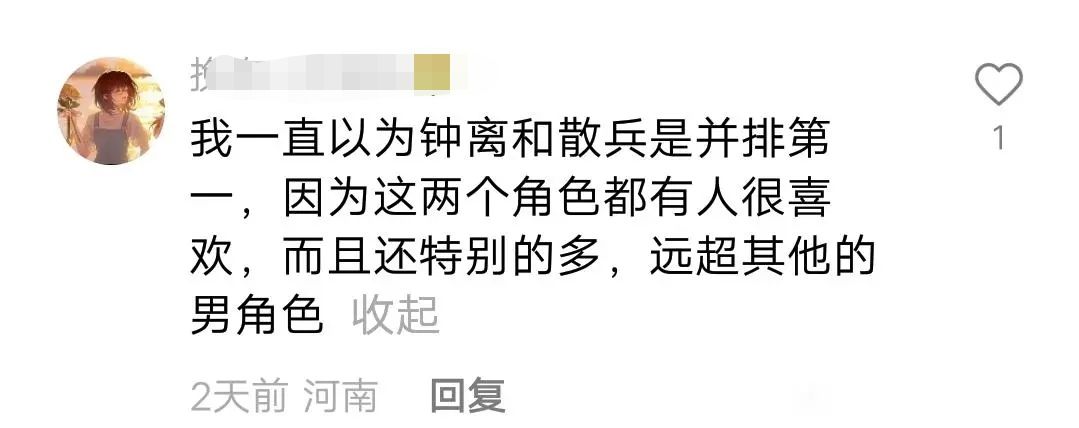 我一直以为钟离和散兵是并排第
一，因为这两个角色都有人很喜
欢，而且还特别的多，远超其他的
男角色 收起
1
2天前 河南 回复